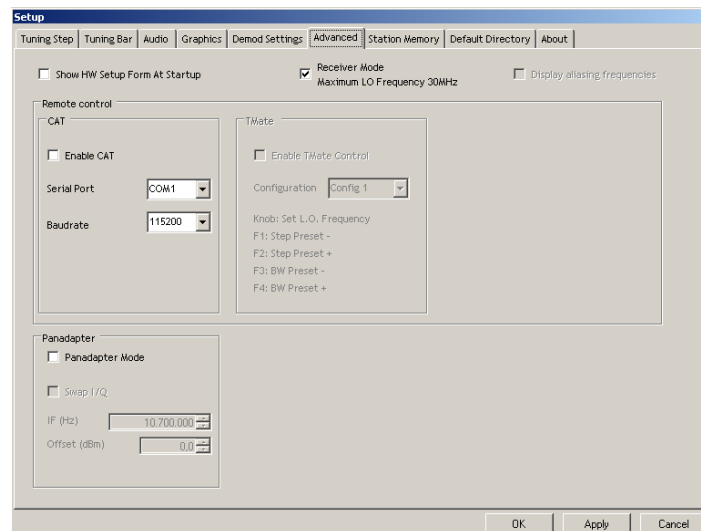 Setup
Tuning Step Tuning Bar Audio Graphics Demod Settings Advanced Station Memory Default Directory About
Show HW Setup Form At Startup
Receiver Mode
Maximum LO Frequency 30MHz
Display aliasing frequencies
Remote control
CAT
Enable CAT
Serial Port COM1
Baudrate 115200
TMate
Enable TMate Control
Configuration Config 1
Knob: Set L.O. Frequency
F1: Step Preset -
F2: Step Preset +
F3: BW Preset -
F4: BW Preset +
Panadapter
Panadapter Mode
Swap I/Q
IF (Hz) 10.700.000
Offset (dBm) 0,0
OK Apply Cancel